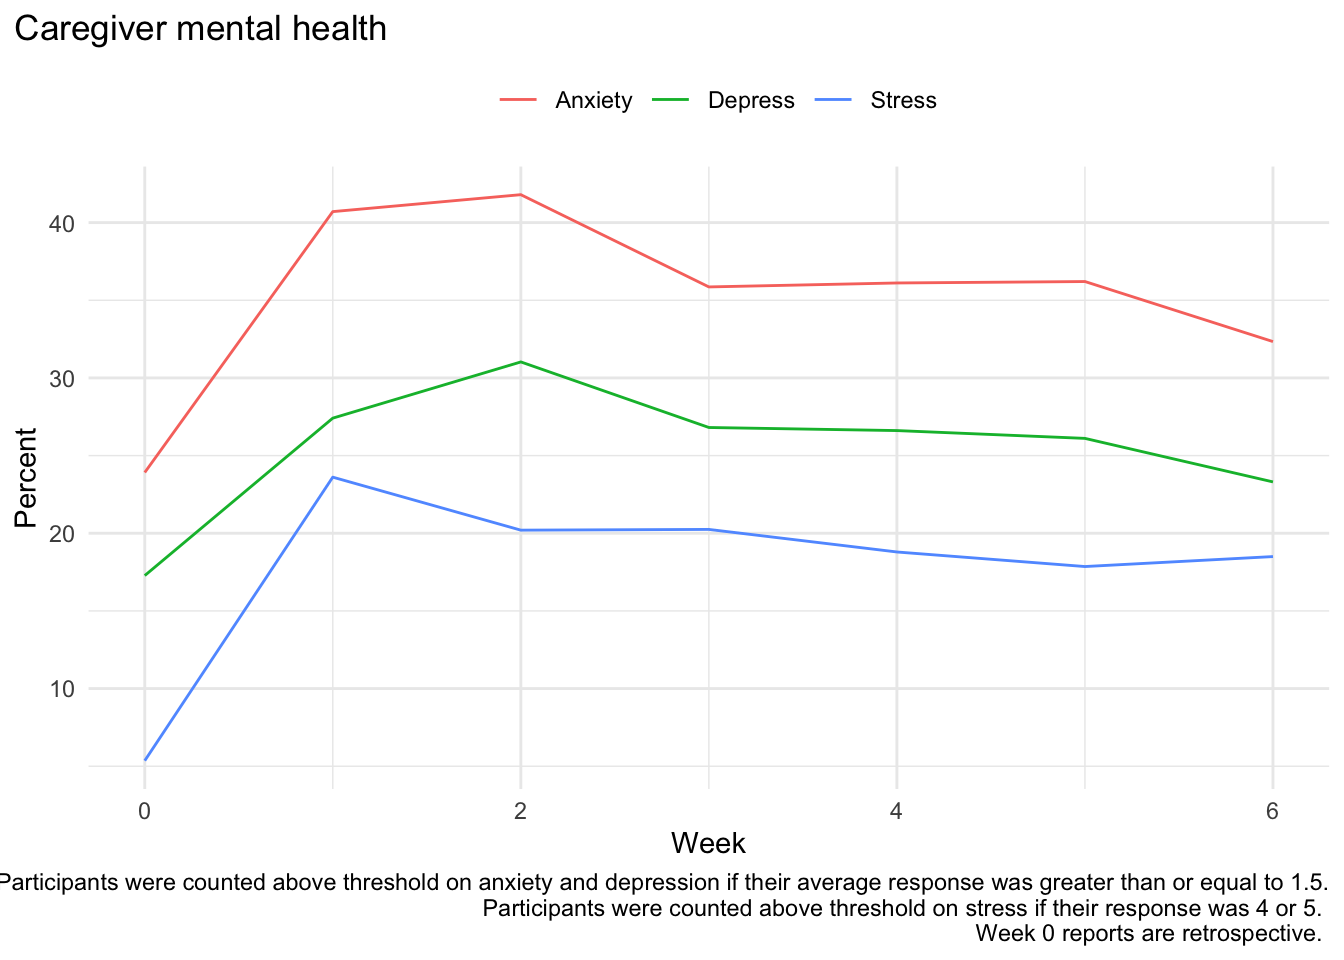 Caregiver mental health
Anxiety Depress Stress
40
30
20
10
Percent
0 2 4 6
Week
Participants were counted above threshold on anxiety and depression if their average response was greater than or equal to 1.5.
Participants were counted above threshold on stress if their response was 4 or 5.
Week 0 reports are retrospective.